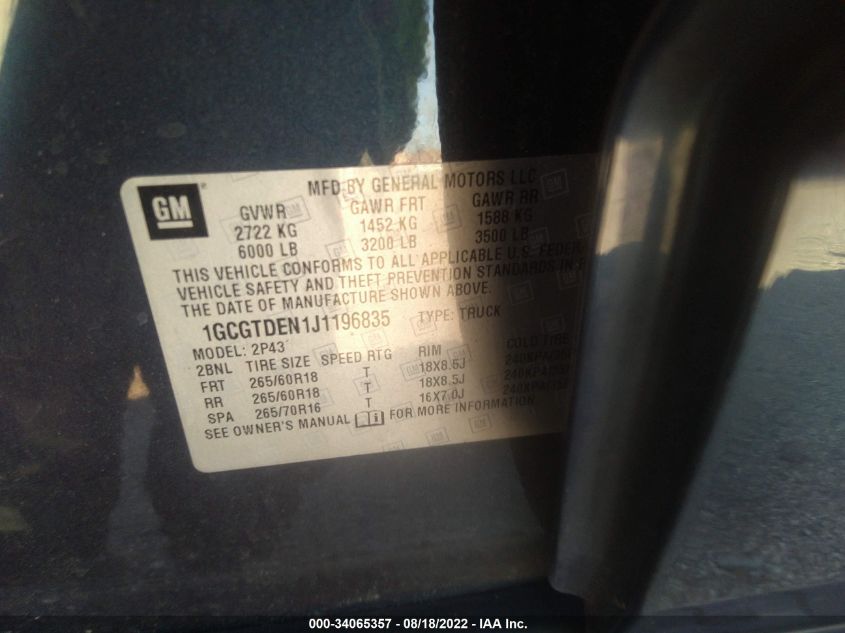 MFD BY GENERAL MOTORS LLC
GM
GVWR GAWR FRT GAWR RR
2722 KG 1452 KG 1588 KG
6000 LB 3200 LB 3500 LB
THIS VEHICLE CONFORMS TO ALL APPLICABLE U.S. FEDER
VEHICLE SAFETY AND THEFT PREVENTION STANDARDS IN
THE DATE OF MANUFACTURE SHOWN ABOVE.
1GCGTDEN1J1196835 TYPE: TRUCK
MODEL: 2P43
2BNL TIRE SIZE SPEED RTG RIM COLD TIRE
FRT 265/60R18 T 18X8.5J 240KPA
RR 265/60R18 T 18X8.5J 240KPA
SPA 265/70R16 T 16X7.0J 240KPA
SEE OWNER'S MANUAL FOR MORE INFORMATION
000-34065357 - 08/18/2022 - IAA Inc.